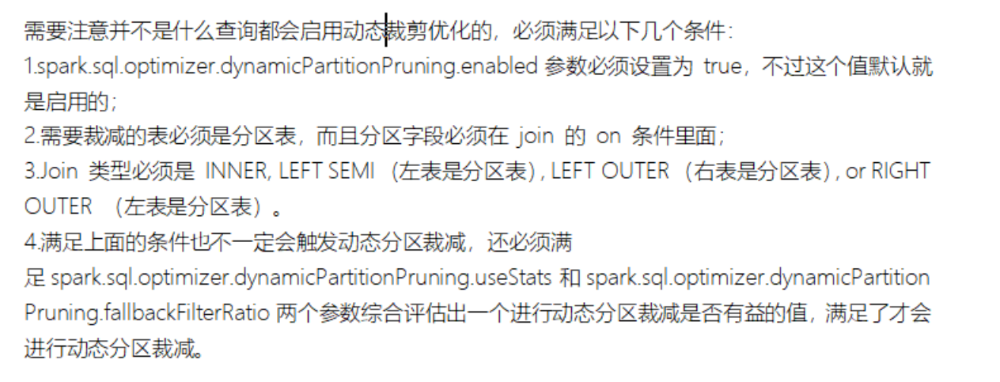 需要注意并不是什么查询都会启用动态裁剪优化的，必须满足以下几个条件：
1.spark.sql.optimizer.dynamicPartitionPruning.enabled 参数必须设置为 true，不过这个值默认就
是启用的；
2.需要裁减的表必须是分区表，而且分区字段必须在 join 的 on 条件里面；
3.Join 类型必须是 INNER, LEFT SEMI （左表是分区表）, LEFT OUTER （右表是分区表）, or RIGHT
OUTER （左表是分区表）。
4.满足上面的条件也不一定会触发动态分区裁减，还必须满
足 spark.sql.optimizer.dynamicPartitionPruning.useStats 和 spark.sql.optimizer.dynamicPartition
Pruning.fallbackFilterRatio 两个参数综合评估出一个进行动态分区裁减是否有益的值，满足了才会
进行动态分区裁减。